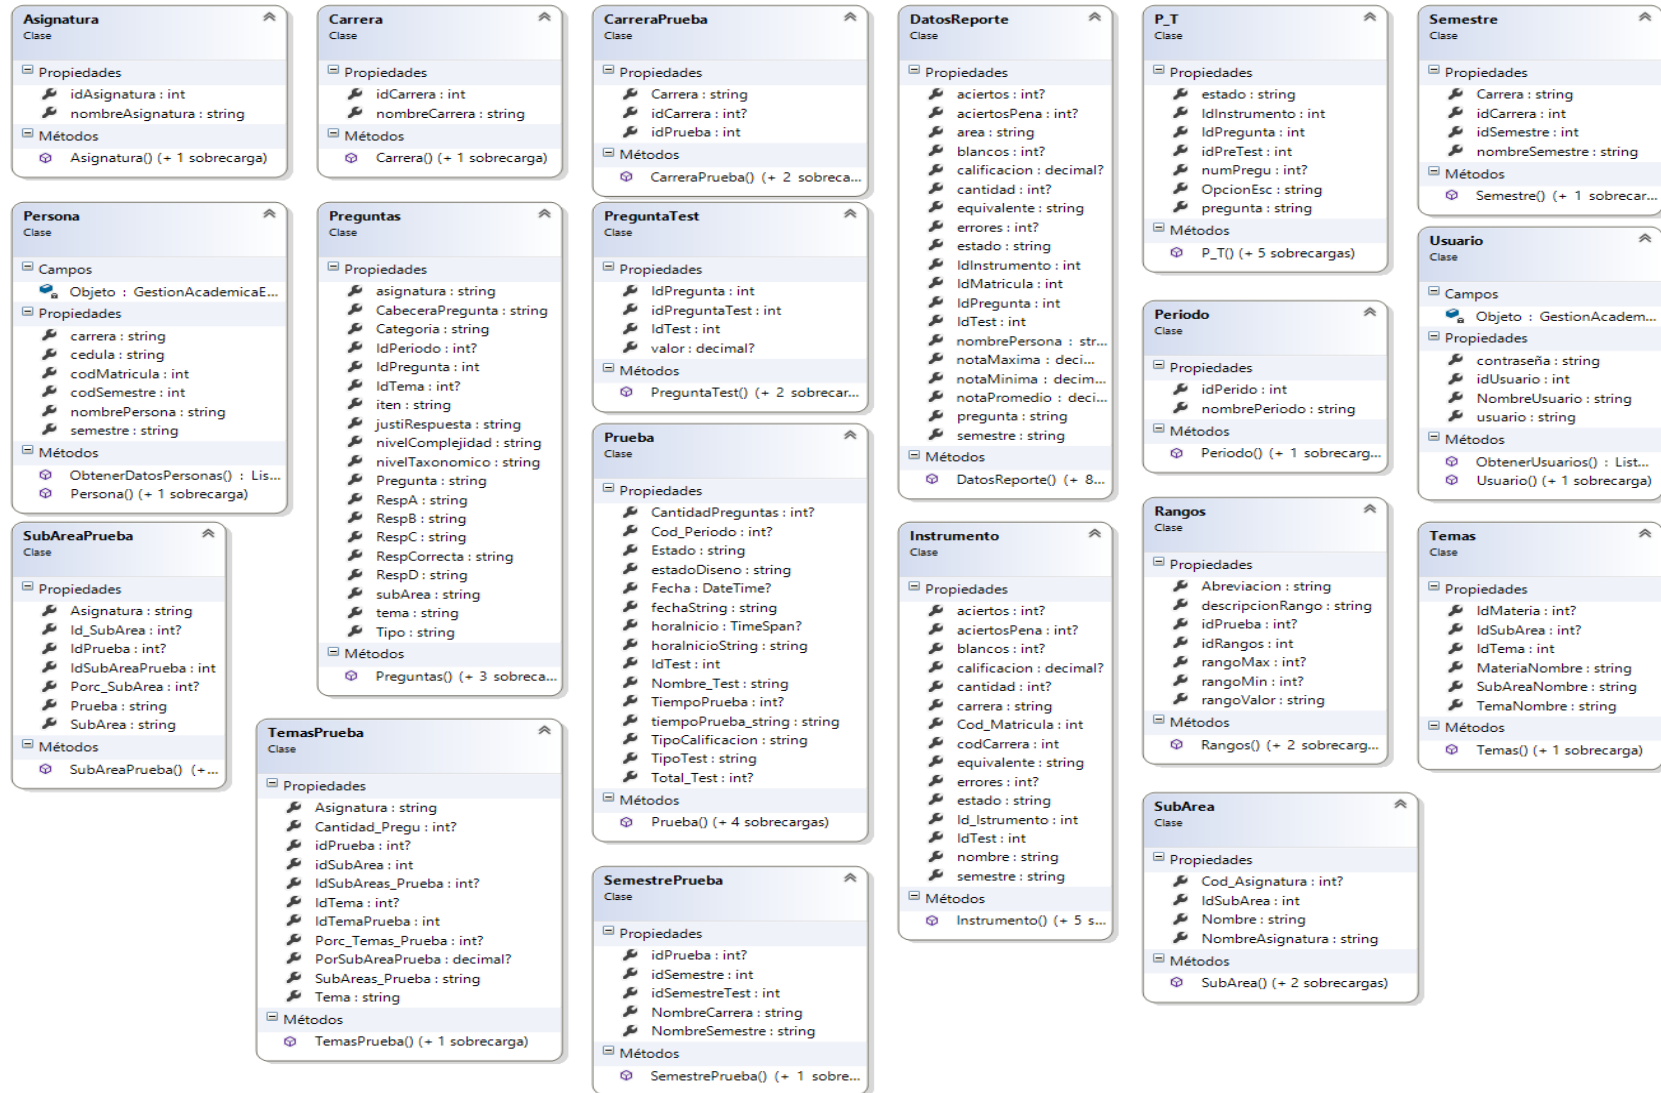 Asignatura
Clase
Propiedades
idAsignatura : int
nombreAsignatura : string
Métodos
Asignatura() (+ 1 sobrecarga)
Carrera
Clase
Propiedades
idCarrera : int
nombreCarrera : string
Métodos
Carrera() (+ 1 sobrecarga)
CarreraPrueba
Clase
Propiedades
Carrera : string
idCarrera : int?
idPrueba : int
Métodos
CarreraPrueba() (+ 2 sobreca...
DatosReporte
Clase
Propiedades
aciertos : int?
aciertosPena : int?
area : string
blancos : int?
calificacion : decimal?
cantidad : int?
equivalente : string
errores : int?
estado : string
IdInstrumento : int
IdMatricula : int
IdPregunta : int
IdTest : int
nombrePersona : str...
notaMaxima : deci...
notaMinima : decim...
notaPromedio : deci...
pregunta : string
semestre : string
Métodos
DatosReporte() (+ 8...
P_T
Clase
Propiedades
estado : string
IdInstrumento : int
IdPregunta : int
idPreTest : int
numPregu : int?
OpcionEsc : string
pregunta : string
Métodos
P_T() (+ 5 sobrecargas)
Semestre
Clase
Propiedades
Carrera : string
idCarrera : int
idSemestre : int
nombreSemestre : string
Métodos
Semestre() (+ 1 sobrecar...
Persona
Clase
Campos
Objeto : GestionAcademicaE...
Propiedades
carrera : string
cedula : string
codMatricula : int
codSemestre : int
nombrePersona : string
semestre : string
Métodos
ObtenerDatosPersonas() : Lis...
Persona() (+ 1 sobrecarga)
Preguntas
Clase
Propiedades
asignatura : string
CabeceraPregunta : string
Categoria : string
IdPeriodo : int?
IdPregunta : int
IdTema : int?
iten : string
justiRespuesta : string
nivelComplejidad : string
nivelTaxonomico : string
Pregunta : string
RespA : string
RespB : string
RespC : string
RespCorrecta : string
RespD : string
subArea : string
tema : string
Tipo : string
Métodos
Preguntas() (+ 3 sobreca...
PreguntaTest
Clase
Propiedades
IdPregunta : int
idPreguntaTest : int
IdTest : int
valor : decimal?
Métodos
PreguntaTest() (+ 2 sobrecar...
Periodo
Clase
Propiedades
idPerido : int
nombrePeriodo : string
Métodos
Periodo() (+ 1 sobrecarg...
Usuario
Clase
Campos
Objeto : GestionAcadem...
Propiedades
contraseña : string
idUsuario : int
NombreUsuario : string
usuario : string
Métodos
ObtenerUsuarios() : List...
Usuario() (+ 1 sobrecarga)
Prueba
Clase
Propiedades
CantidadPreguntas : int?
Cod_Periodo : int?
Estado : string
estadoDiseno : string
Fecha : DateTime?
fechaString : string
horaInicio : TimeSpan?
horaInicioString : string
IdTest : int
Nombre_Test : string
TiempoPrueba : int?
tiempoPrueba_string : string
TipoCalificacion : string
TipoTest : string
Total_Test : int?
Métodos
Prueba() (+ 4 sobrecargas)
SubAreaPrueba
Clase
Propiedades
Asignatura : string
Id_SubArea : int?
IdPrueba : int?
IdSubAreaPrueba : int
Porc_SubArea : int?
Prueba : string
SubArea : string
Métodos
SubAreaPrueba() (+...
Instrumento
Clase
Propiedades
aciertos : int?
aciertosPena : int?
blancos : int?
calificacion : decimal?
cantidad : int?
carrera : string
Cod_Matricula : int
codCarrera : int
equivalente : string
errores : int?
estado : string
Id_Istrumento : int
IdTest : int
nombre : string
semestre : string
Métodos
Instrumento() (+ 5 s...
Rangos
Clase
Propiedades
Abreviacion : string
descripcionRango : string
idPrueba : int?
idRangos : int
rangoMax : int?
rangoMin : int?
rangoValor : string
Métodos
Rangos() (+ 2 sobrecarg...
Temas
Clase
Propiedades
IdMateria : int?
IdSubArea : int?
IdTema : int
MateriaNombre : string
SubAreaNombre : string
TemaNombre : string
Métodos
Temas() (+ 1 sobrecarga)
TemasPrueba
Clase
Propiedades
Asignatura : string
Cantidad_Pregu : int?
idPrueba : int?
idSubArea : int
IdSubAreas_Prueba : int?
IdTema : int?
IdTemaPrueba : int
Porc_Temas_Prueba : int?
PorSubAreaPrueba : decimal?
SubAreas_Prueba : string
Tema : string
Métodos
TemasPrueba() (+ 1 sobrecarga)
SemestrePrueba
Clase
Propiedades
idPrueba : int?
idSemestre : int
idSemestreTest : int
NombreCarrera : string
NombreSemestre : string
Métodos
SemestrePrueba() (+ 1 sobre...
SubArea
Clase
Propiedades
Cod_Asignatura : int?
IdSubArea : int
Nombre : string
NombreAsignatura : string
Métodos
SubArea() (+ 2 sobrecargas)